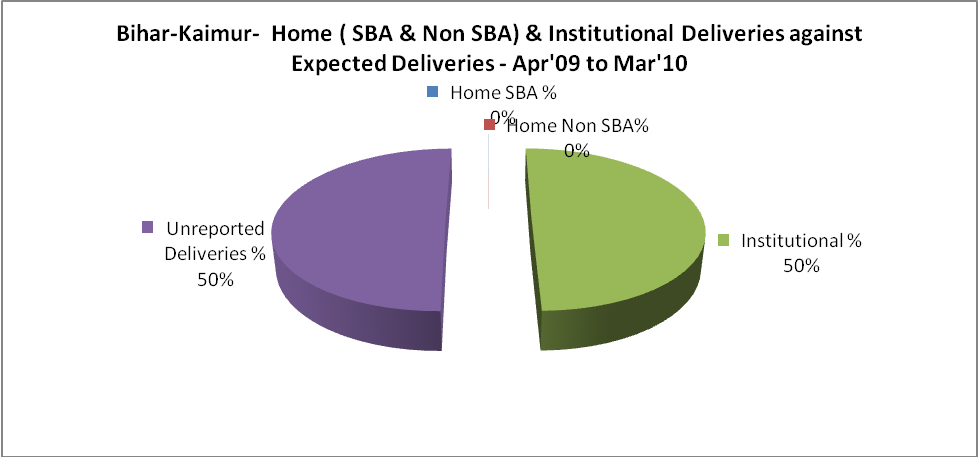 Bihar-Kaimur-  Home ( SBA & Non SBA) & Institutional Deliveries against
Expected Deliveries - Apr'09 to Mar'10
Home SBA %
0%
Home Non SBA%
0%
Unreported
Deliveries %
50%
Institutional %
50%